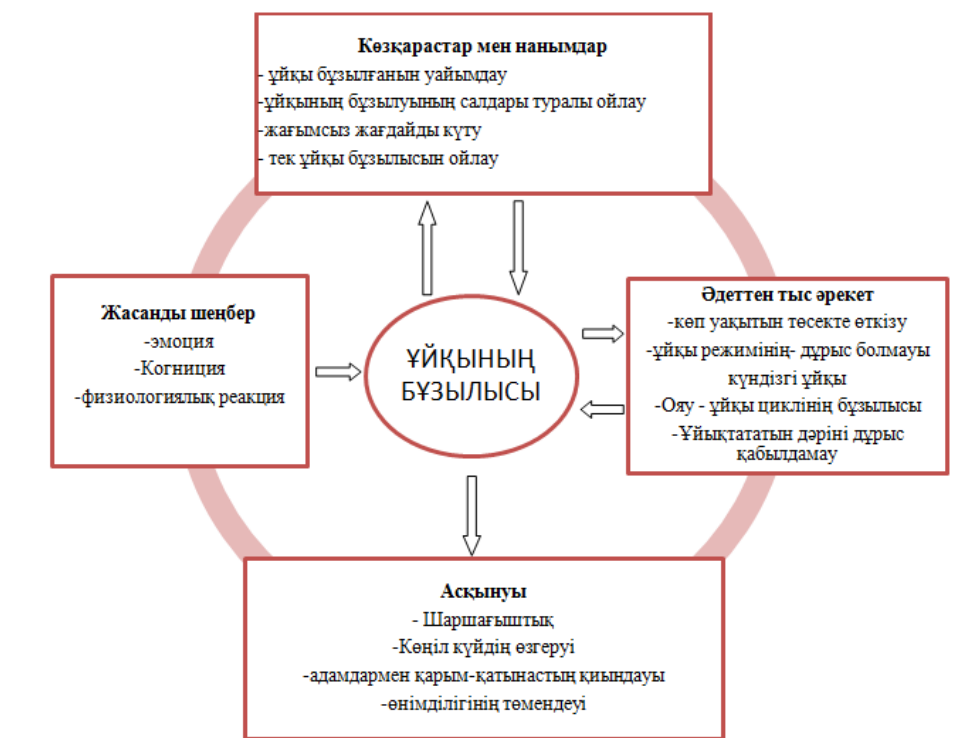 Көзқарастар мен нанымдар
- ұйқы бұзылғанын уайымдау
-ұйқының бұзылуының салдары туралы ойлау
-жағымсыз жағдайды күту
- тек ұйқы бұзылысын ойлау
Жасанды шеңбер
-эмоция
-Когниция
-физиологиялық реакция
ҰЙҚЫНЫҢ
БҰЗЫЛЫСЫ
Әдеттен тыс әрекет
-көп уақытын төсекте өткізу
-ұйқы режимінің- дұрыс болмауы
күндізгі ұйқы
-Ояу - ұйқы циклінің бұзылысы
-Ұйықтататын дәріні дұрыс
қабылдамау
Асқынуы
- Шаршағыштық
-Көңіл күйдің өзгеруі
-адамдармен қарым-қатынастың қиындауы
-өнімділігінің төмендеуі